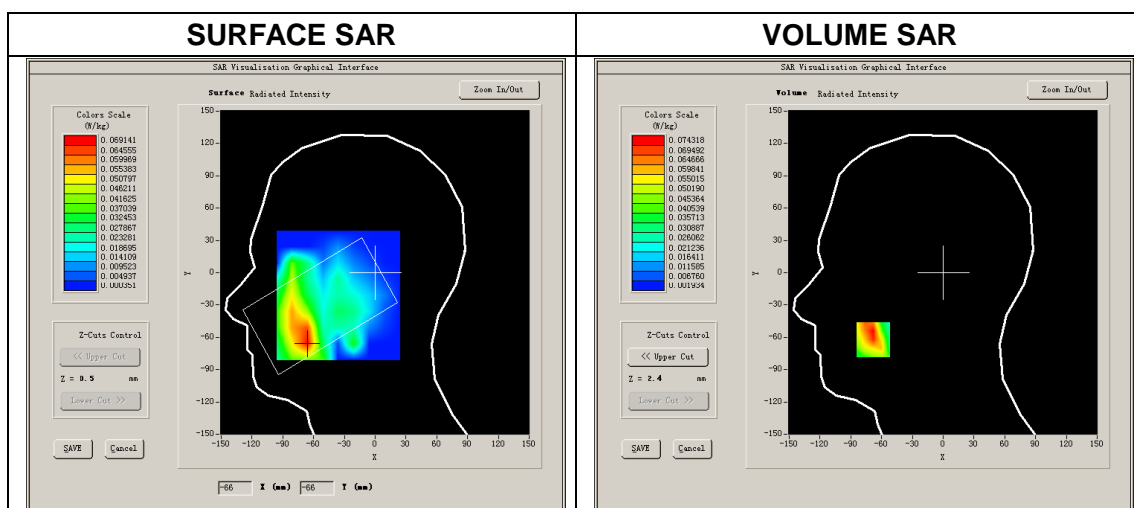 SURFACE SAR
VOLUME SAR
SAR Visualisation Graphical Interface
Surface Radiated Intensity
Zoom In/Out
Colors Scale
(W/kg)
0.069141
0.064555
0.059969
0.055383
0.050797
0.046211
0.041625
0.037039
0.032453
0.027867
0.023281
0.018695
0.014109
0.009523
0.004937
0.000351
Z-Cuts Control
<< Upper Cut
Z = 0.5 mm
Lower Cut >>
SAVE Cancel
150
120
90
60
30
0
-30
-60
-90
-120
-150
Y
-150 -120 -90 -60 -30 0 30 60 90 120 150
X
-66 X (mm) -66 Y (mm)
SAR Visualisation Graphical Interface
Volume Radiated Intensity
Zoom In/Out
Colors Scale
(W/kg)
0.074318
0.069492
0.064666
0.059841
0.055015
0.050190
0.045364
0.040539
0.035713
0.030887
0.026062
0.021236
0.016411
0.011585
0.006760
0.001934
Z-Cuts Control
<< Upper Cut
Z = 2.4 mm
Lower Cut >>
SAVE Cancel
150
120
90
60
30
0
-30
-60
-90
-120
-150
Y
-150 -120 -90 -60 -30 0 30 60 90 120 150
X